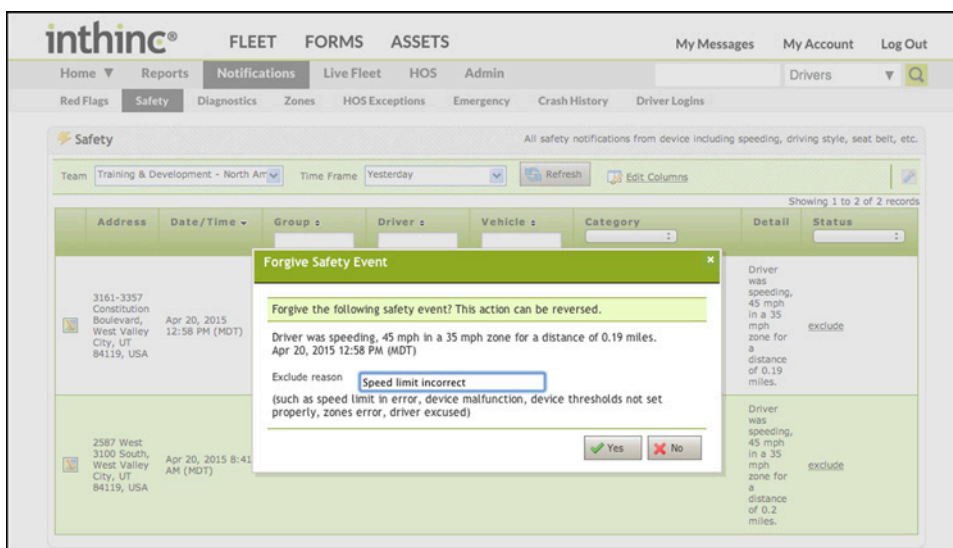 inthinc®
FLEET FORMS ASSETS
My Messages My Account Log Out
Home ▼ Reports Notifications Live Fleet HOS Admin
Drivers ▼
Red Flags Safety Diagnostics Zones HOS Exceptions Emergency Crash History Driver Logins
Safety
All safety notifications from device including speeding, driving style, seat belt, etc.
Team Training & Development - North Am Time Frame Yesterday Refresh Edit Columns
Showing 1 to 2 of 2 records
Address Date/Time Group Driver Vehicle Category Detail Status
Forgive Safety Event
Forgive the following safety event? This action can be reversed.
Driver was speeding, 45 mph in a 35 mph zone for a distance of 0.19 miles.
Apr 20, 2015 12:58 PM (MDT)
Exclude reason Speed limit incorrect
(such as speed limit in error, device malfunction, device thresholds not set
properly, zones error, driver excused)
Yes No
3161-3357
Constitution
Boulevard,
West Valley
City, UT
84119, USA
Apr 20, 2015
12:58 PM (MDT)
Driver
was
speeding,
45 mph
in a 35
mph
zone for
a
distance
of 0.19
miles.
exclude
2587 West
3100 South,
West Valley
City, UT
84119, USA
Apr 20, 2015 8:41
AM (MDT)
Driver
was
speeding,
45 mph
in a 35
mph
zone for
a
distance
of 0.2
miles.
exclude